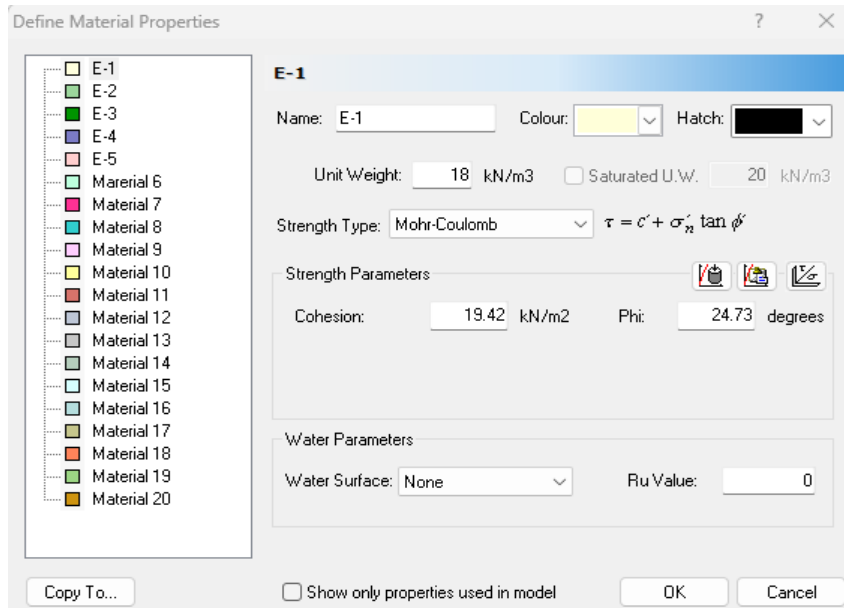 Define Material Properties ? ×
E-1
E-2
E-3
E-4
E-5
Marerial 6
Material 7
Material 8
Material 9
Material 10
Material 11
Material 12
Material 13
Material 14
Material 15
Material 16
Material 17
Material 18
Material 19
Material 20
E-1
Name: E-1 Colour: Hatch:
Unit Weight: 18 kN/m3 Saturated U.W. 20 kN/m3
Strength Type: Mohr-Coulomb τ = c′ + σ′ₙ tan ϕ′
Strength Parameters
Cohesion: 19.42 kN/m2 Phi: 24.73 degrees
Water Parameters
Water Surface: None Ru Value: 0
Copy To... Show only properties used in model OK Cancel